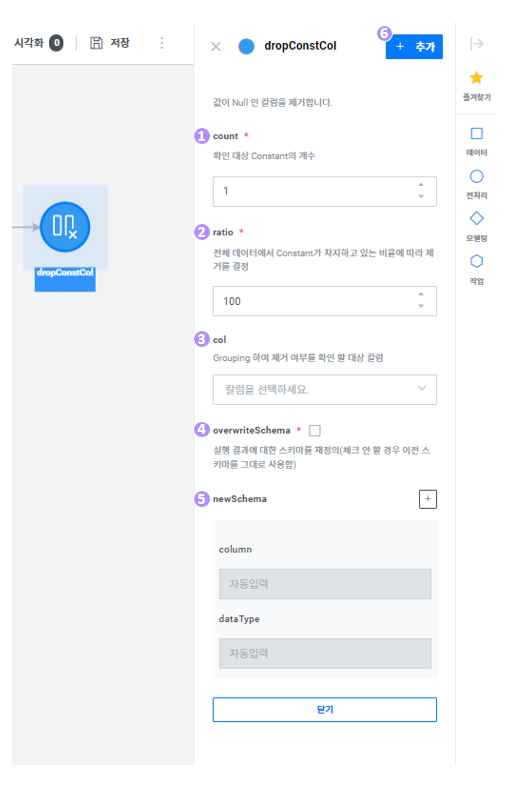 시각화 0 저장
dropConstCol
6
+ 추가
즐겨찾기
데이터
전처리
모델링
작업
dropConstCol
값이 Null 인 칼럼을 제거합니다.
1 count *
확인 대상 Constant의 개수
1
2 ratio *
전체 데이터에서 Constant가 차지하고 있는 비율에 따라 제
거를 결정
100
3 col
Grouping 하여 제거 여부를 확인 할 대상 칼럼
칼럼을 선택하세요.
4 overwriteSchema *
실행 결과에 대한 스키마를 재정의(체크 안 할 경우 이전 스
키마를 그대로 사용함)
5 newSchema +
column
자동입력
dataType
자동입력
닫기